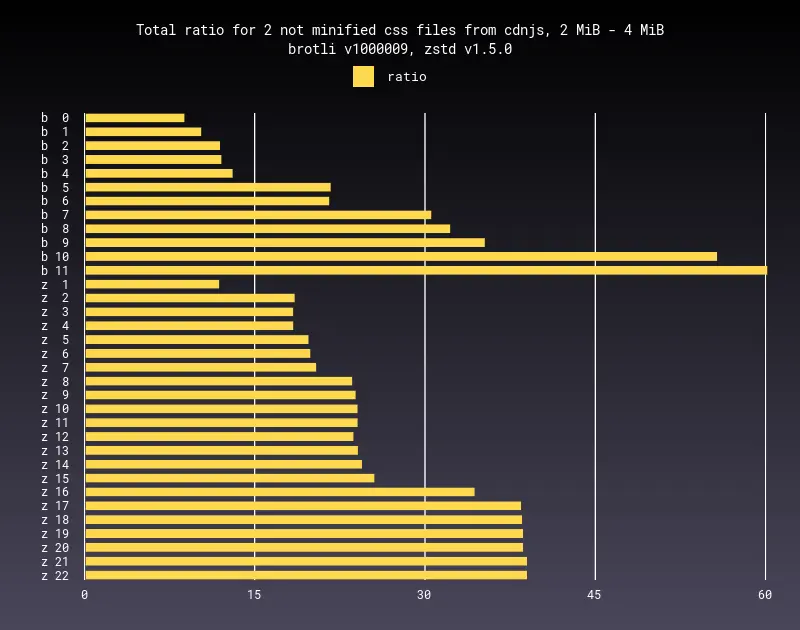 Total ratio for 2 not minified css files from cdnjs, 2 MiB - 4 MiB
brotli v1000009, zstd v1.5.0
ratio
b 0
b 1
b 2
b 3
b 4
b 5
b 6
b 7
b 8
b 9
b 10
b 11
z 1
z 2
z 3
z 4
z 5
z 6
z 7
z 8
z 9
z 10
z 11
z 12
z 13
z 14
z 15
z 16
z 17
z 18
z 19
z 20
z 21
z 22
0 15 30 45 60